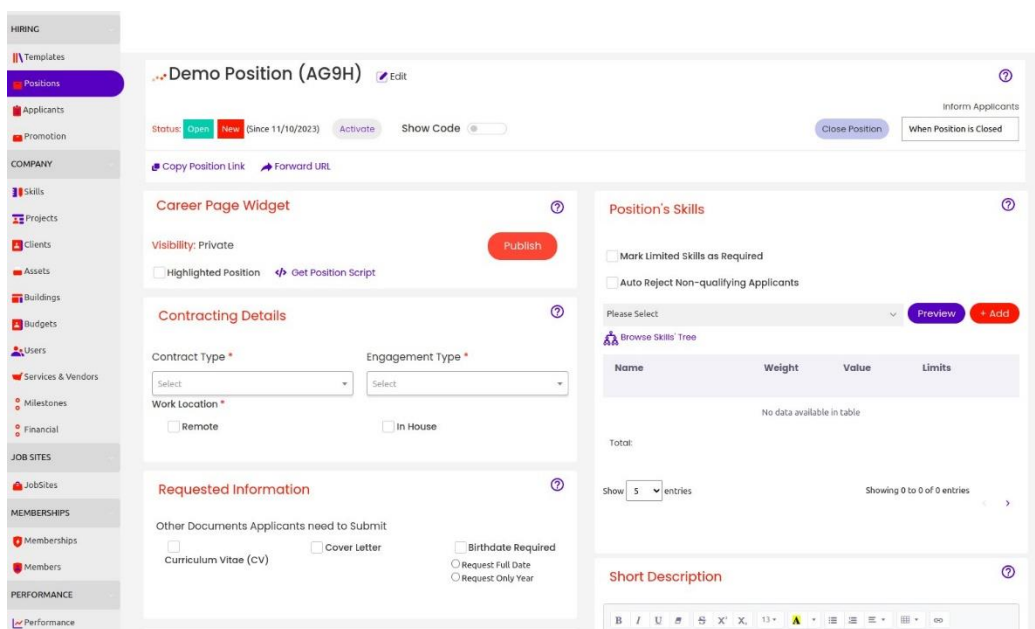 HIRING
Templates
Positions
Applicants
Promotion
COMPANY
Skills
Projects
Clients
Assets
Buildings
Budgets
Users
Services & Vendors
Milestones
Financial
JOB SITES
JobSites
MEMBERSHIPS
Memberships
Members
PERFORMANCE
Performance
Demo Position (AG9H) Edit
Inform Applicants
Status: Open New (Since 11/10/2023) Activate Show Code Close Position When Position is Closed
Copy Position Link Forward URL
Career Page Widget
Visibility: Private Publish
Highlighted Position </> Get Position Script
Contracting Details
Contract Type * Engagement Type *
Select Select
Work Location *
Remote In House
Requested Information
Other Documents Applicants need to Submit
Curriculum Vitae (CV) Cover Letter Birthdate Required
Request Full Date
Request Only Year
Position's Skills
Mark Limited Skills as Required
Auto Reject Non-qualifying Applicants
Please Select Preview + Add
Browse Skills' Tree
Name Weight Value Limits
No data available in table
Total:
Show 5 entries Showing 0 to 0 of 0 entries
Short Description
B I U S X² X₂ 13 A